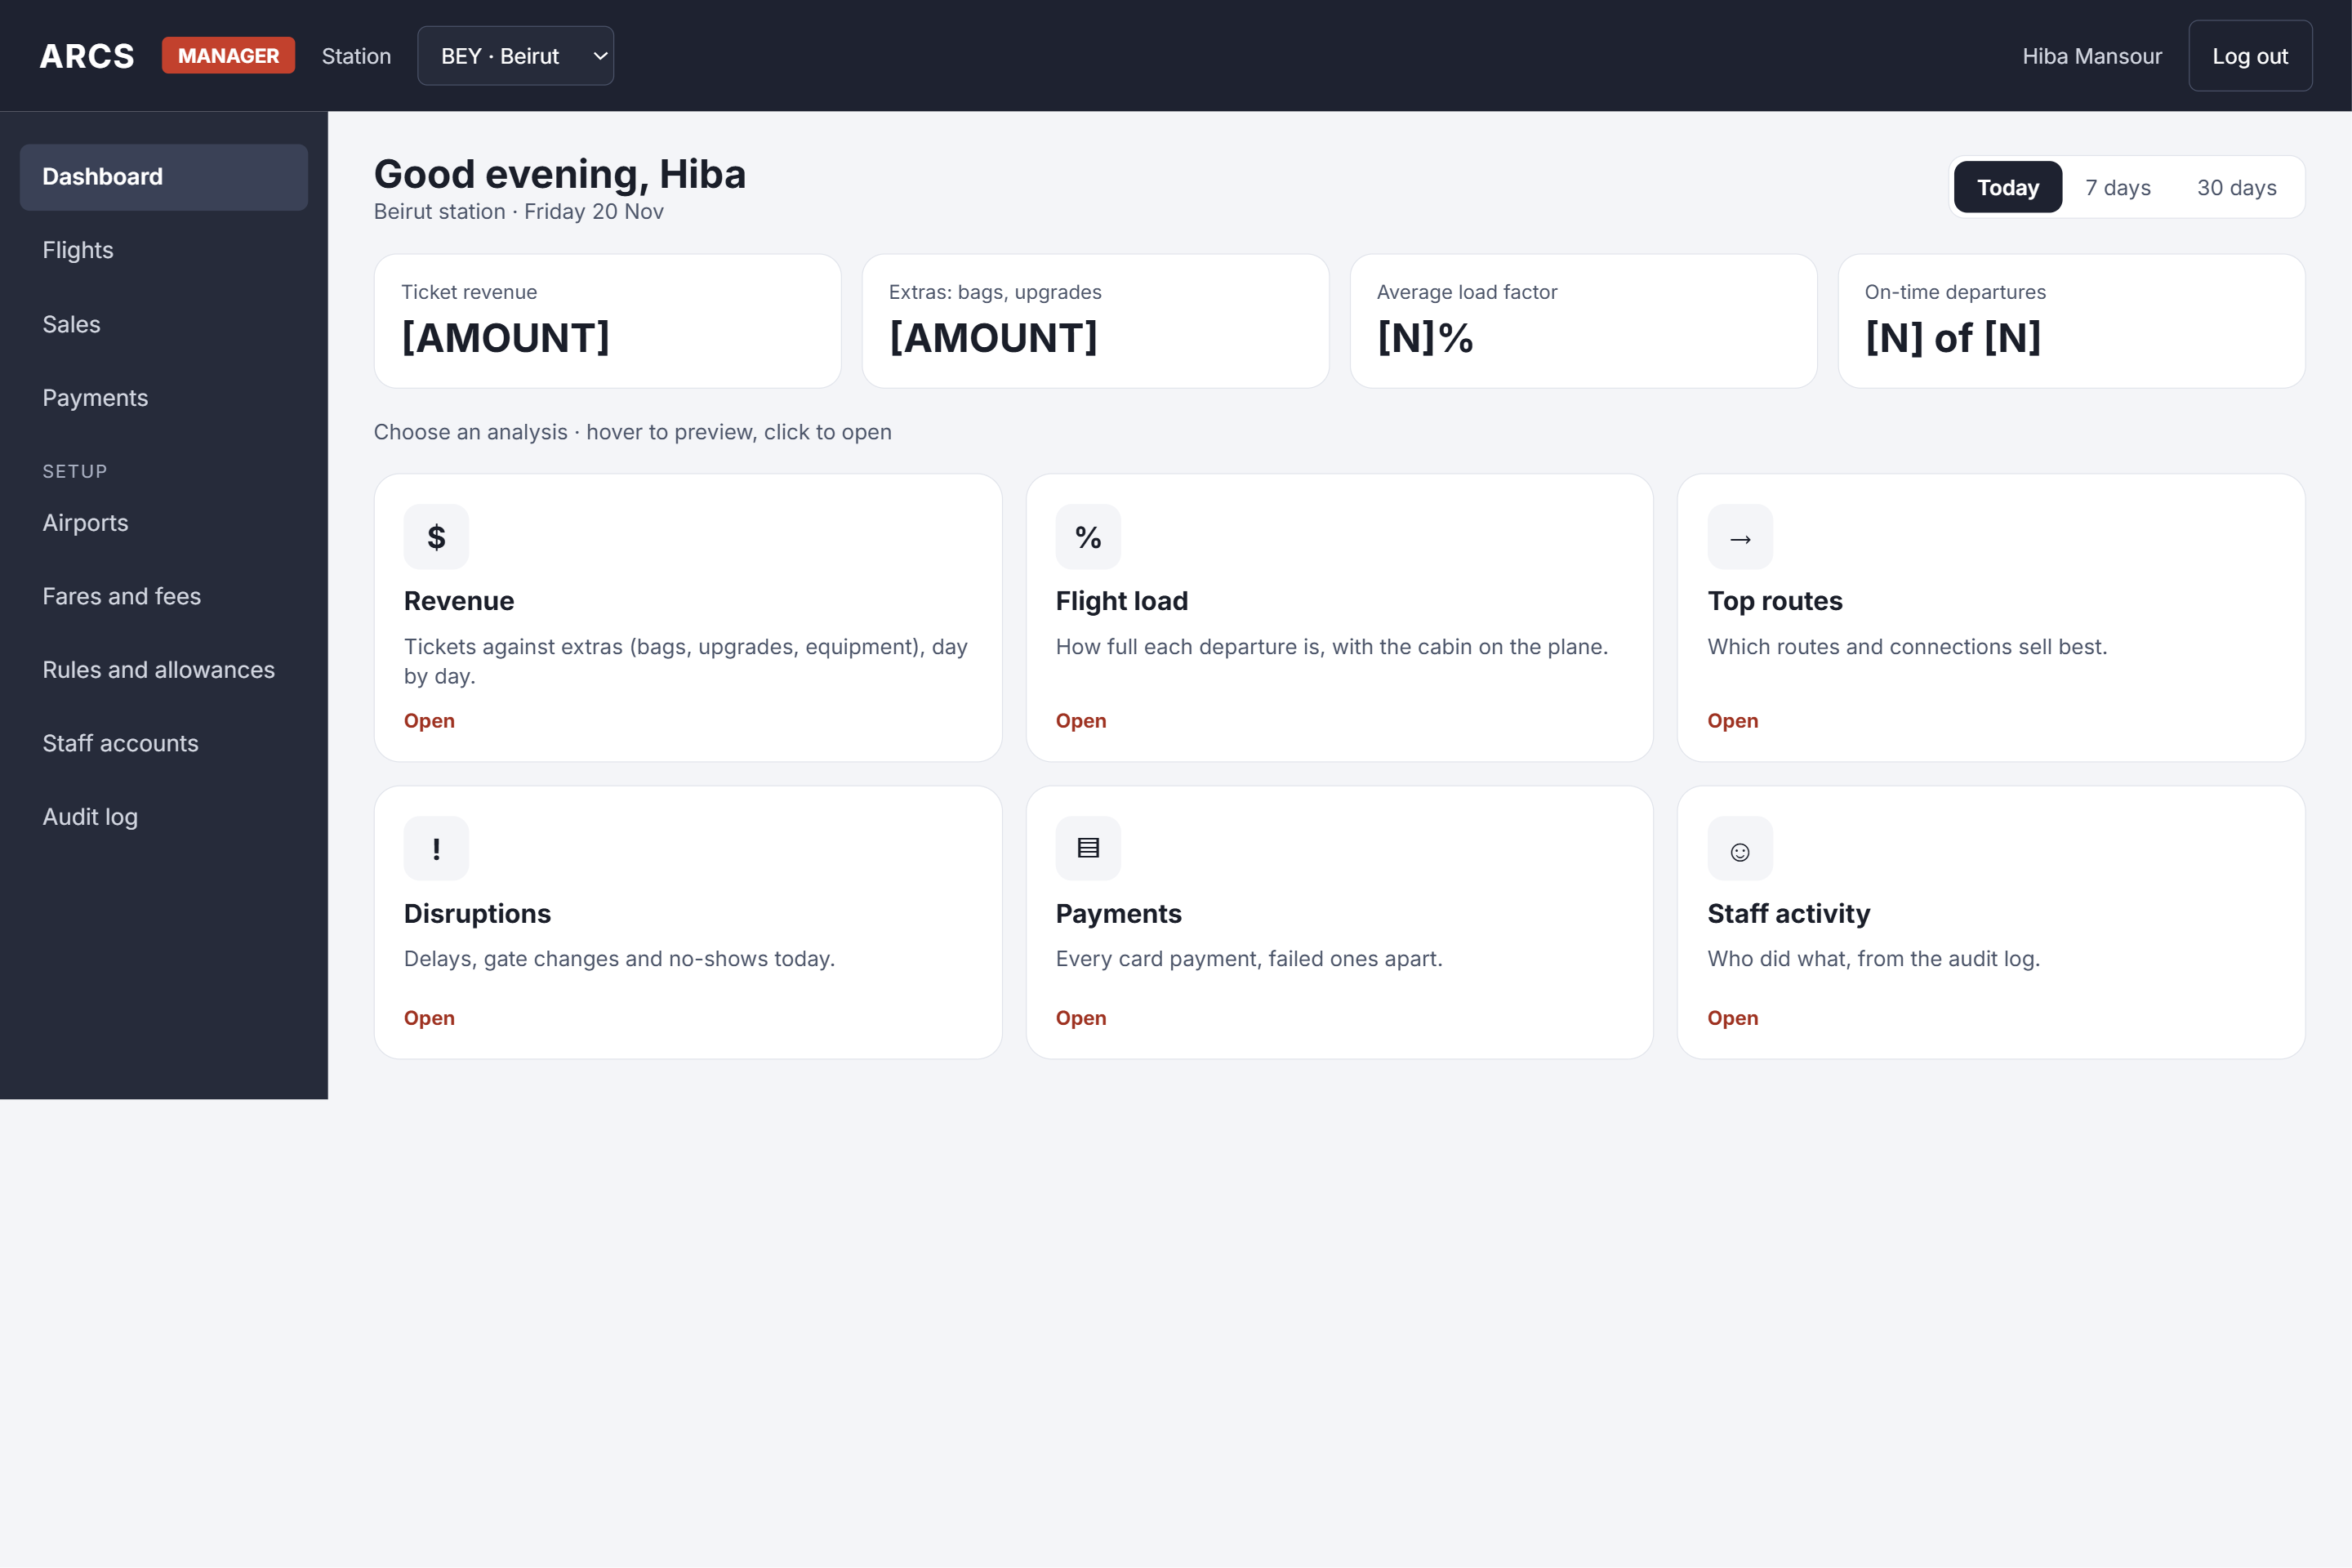 ARCS MANAGER Station BEY · Beirut Hiba Mansour Log out
Dashboard
Flights
Sales
Payments
SETUP
Airports
Fares and fees
Rules and allowances
Staff accounts
Audit log
Good evening, Hiba
Beirut station · Friday 20 Nov
Today 7 days 30 days
Ticket revenue
[AMOUNT]
Extras: bags, upgrades
[AMOUNT]
Average load factor
[N]%
On-time departures
[N] of [N]
Choose an analysis · hover to preview, click to open
$
Revenue
Tickets against extras (bags, upgrades, equipment), day
by day.
Open
%
Flight load
How full each departure is, with the cabin on the plane.
Open
→
Top routes
Which routes and connections sell best.
Open
!
Disruptions
Delays, gate changes and no-shows today.
Open
▤
Payments
Every card payment, failed ones apart.
Open
☺
Staff activity
Who did what, from the audit log.
Open